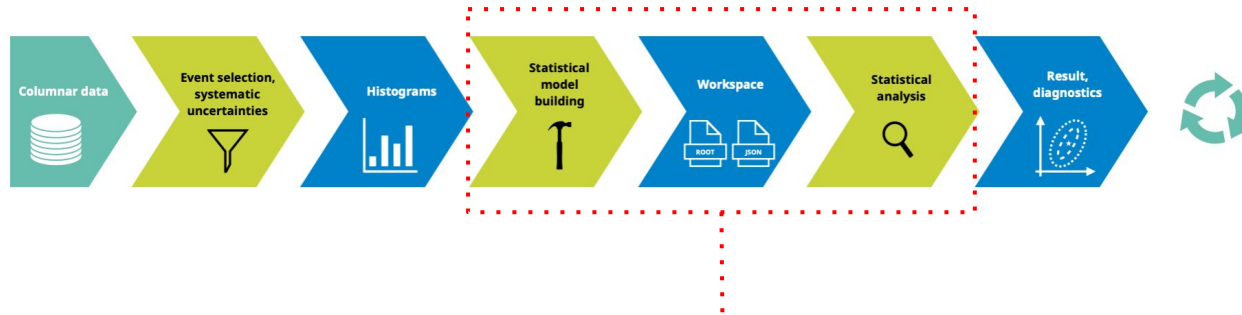 Columnar data
Event selection,
systematic
uncertainties
Histograms
Statistical
model
building
Workspace
ROOT
JSON
Statistical
analysis
Result,
diagnostics